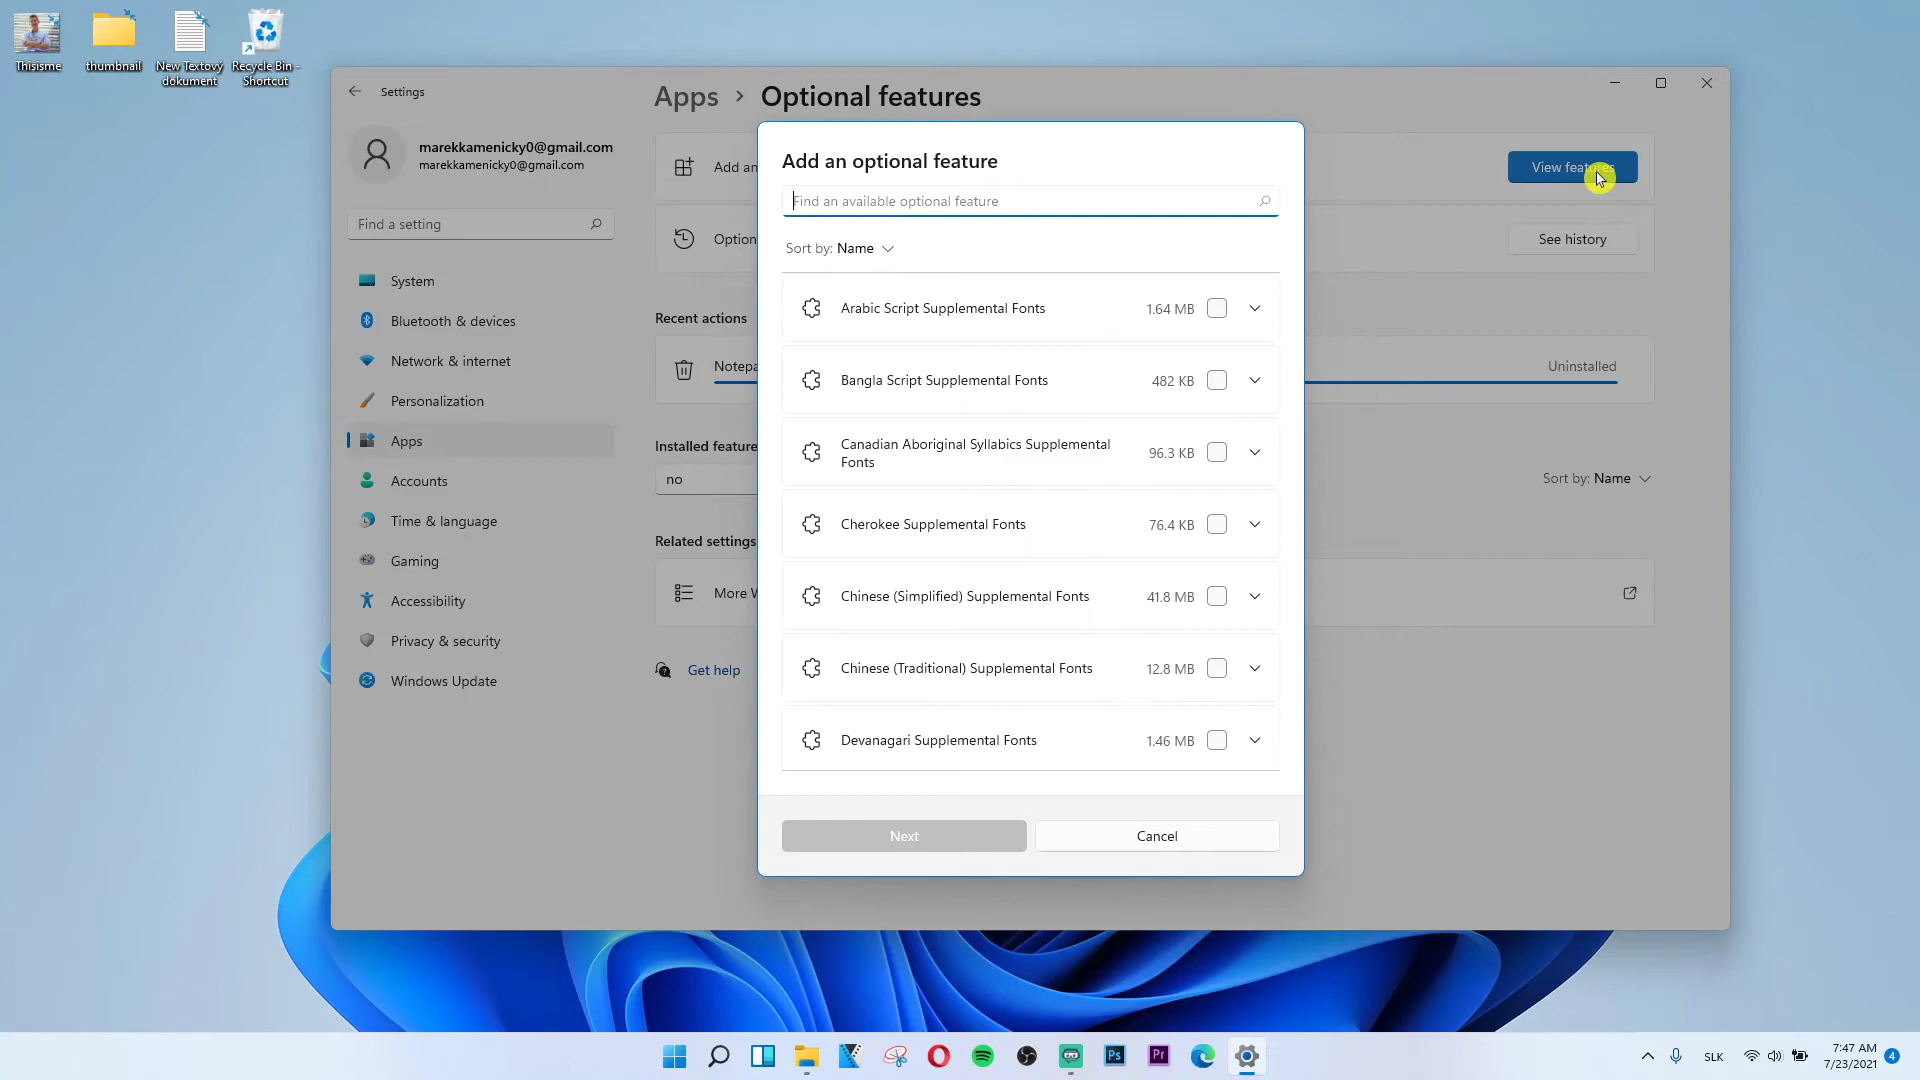 Thisisme
thumbnail
New Textový
dokument
Recycle Bin -
Shortcut
Settings
marekkamenicky0@gmail.com
marekkamenicky0@gmail.com
Find a setting
System
Bluetooth & devices
Network & internet
Personalization
Apps
Accounts
Time & language
Gaming
Accessibility
Privacy & security
Windows Update
Apps > Optional features
Add an
View features
Option
See history
Recent actions
Notepa
Uninstalled
Installed feature
no
Sort by: Name
Related settings
More W
Get help
Add an optional feature
Find an available optional feature
Sort by: Name
Arabic Script Supplemental Fonts 1.64 MB
Bangla Script Supplemental Fonts 482 KB
Canadian Aboriginal Syllabics Supplemental
Fonts 96.3 KB
Cherokee Supplemental Fonts 76.4 KB
Chinese (Simplified) Supplemental Fonts 41.8 MB
Chinese (Traditional) Supplemental Fonts 12.8 MB
Devanagari Supplemental Fonts 1.46 MB
Next
Cancel
Ps
Pr
SLK
7:47 AM
7/23/2021
4